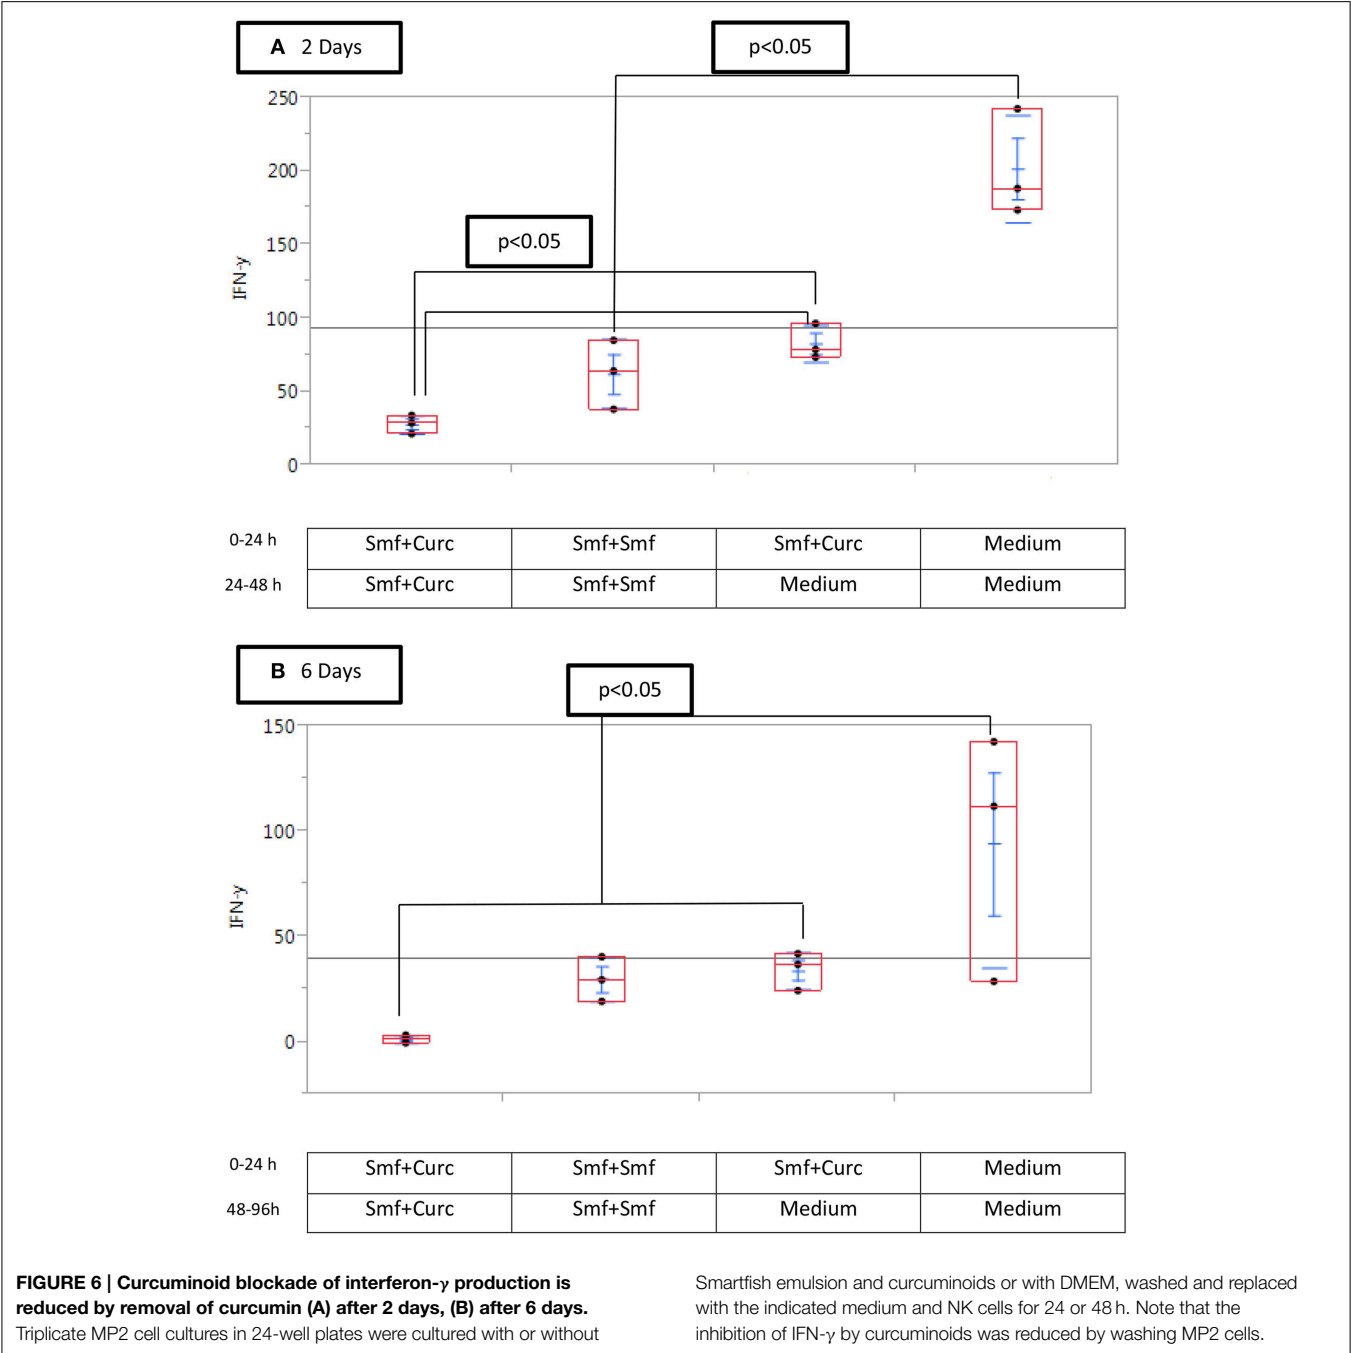 A 2 Days
p<0.05
250
200
p<0.05
150
IFN-γ
100
50
0
0-24 h Smf+Curc Smf+Smf Smf+Curc Medium
24-48 h Smf+Curc Smf+Smf Medium Medium
B 6 Days
p<0.05
150
100
IFN-γ
50
0
0-24 h Smf+Curc Smf+Smf Smf+Curc Medium
48-96h Smf+Curc Smf+Smf Medium Medium
FIGURE 6 | Curcuminoid blockade of interferon-γ production is
reduced by removal of curcumin (A) after 2 days, (B) after 6 days.
Triplicate MP2 cell cultures in 24-well plates were cultured with or without
Smartfish emulsion and curcuminoids or with DMEM, washed and replaced
with the indicated medium and NK cells for 24 or 48 h. Note that the
inhibition of IFN-γ by curcuminoids was reduced by washing MP2 cells.